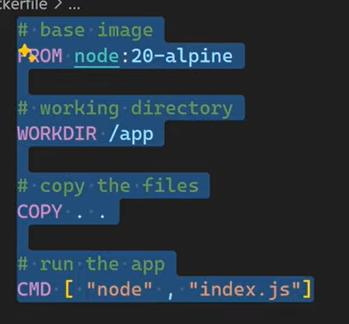 ckerfile > ...
# base image
FROM node:20-alpine
# working directory
WORKDIR /app
# copy the files
COPY . .
# run the app
CMD [ "node" , "index.js"]